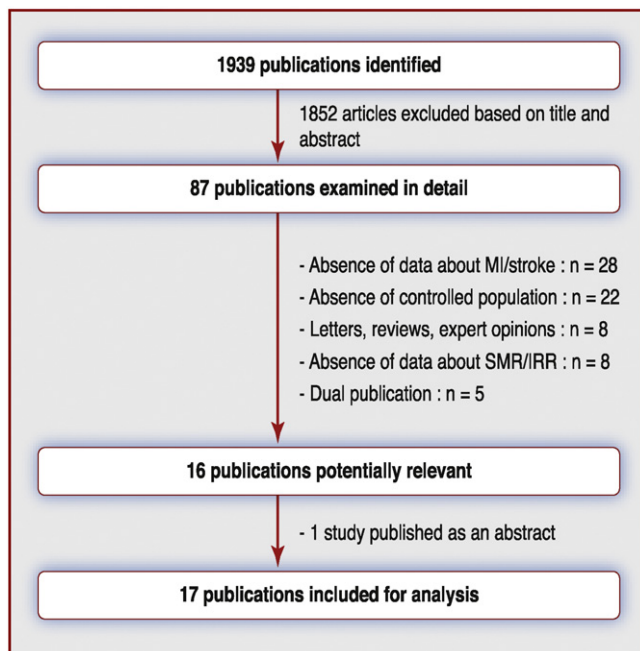 1939 publications identified
1852 articles excluded based on title and
abstract
87 publications examined in detail
- Absence of data about MI/stroke : n = 28
- Absence of controlled population : n = 22
- Letters, reviews, expert opinions : n = 8
- Absence of data about SMR/IRR : n = 8
- Dual publication : n = 5
16 publications potentially relevant
- 1 study published as an abstract
17 publications included for analysis